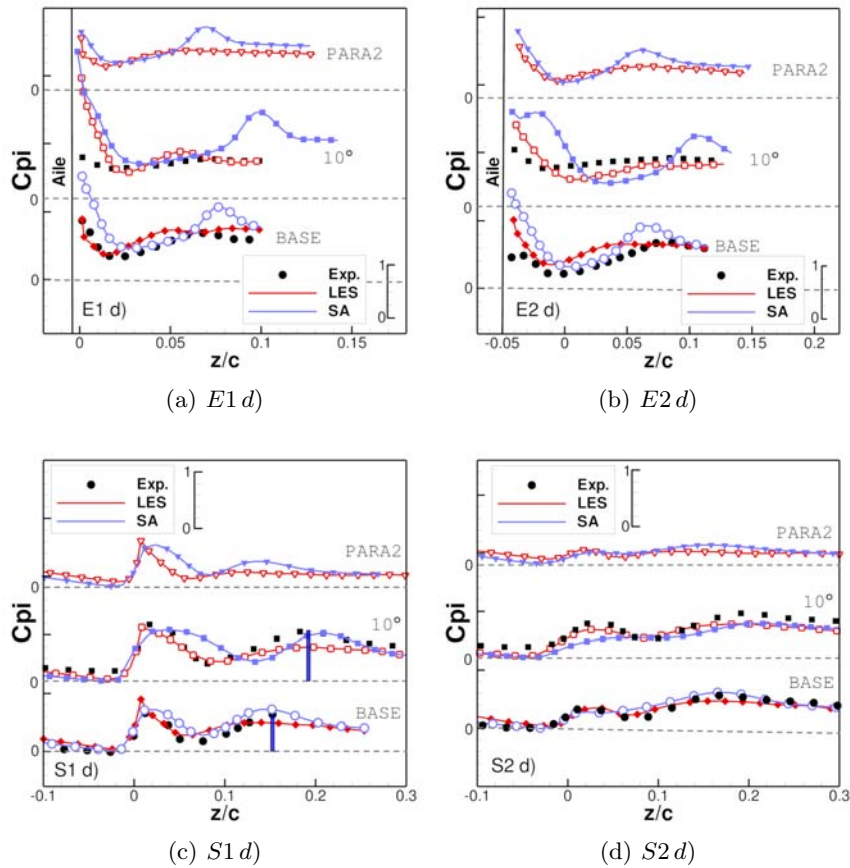 PARA2
0
10°
Cpi
Aile
0
BASE
0
1
0
Exp.
LES
SA
E1 d)
0 0.05 0.1 0.15
z/c
(a) E1 d)
PARA2
0
10°
Cpi
Aile
0
BASE
0
1
0
Exp.
LES
SA
E2 d)
-0.05 0 0.05 0.1 0.15 0.2
z/c
(b) E2 d)
Exp.
LES
SA
1
0
PARA2
0
10°
Cpi
0
BASE
0
S1 d)
-0.1 0 0.1 0.2 0.3
z/c
(c) S1 d)
Exp.
LES
SA
1
0
PARA2
0
10°
Cpi
0
BASE
0
S2 d)
-0.1 0 0.1 0.2 0.3
z/c
(d) S2 d)